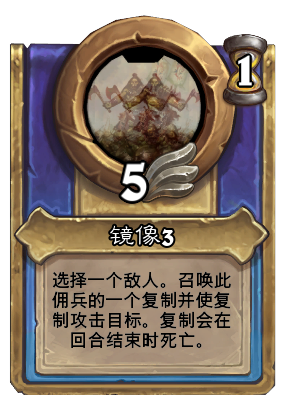 1
5
镜像3
选择一个敌人。召唤此
佣兵的一个复制并使复
制攻击目标。复制会在
回合结束时死亡。